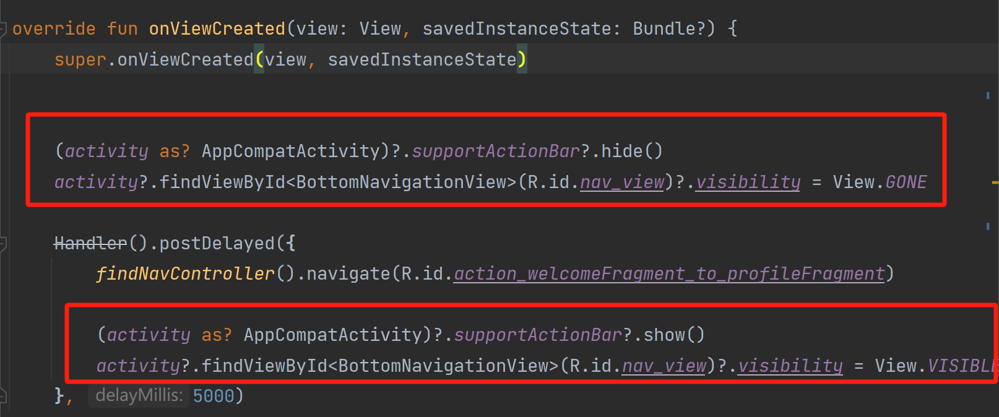 override fun onViewCreated(view: View, savedInstanceState: Bundle?) {
super.onViewCreated(view, savedInstanceState)
(activity as? AppCompatActivity)?.supportActionBar?.hide()
activity?.findViewById<BottomNavigationView>(R.id.nav_view)?.visibility = View.GONE
Handler().postDelayed({
findNavController().navigate(R.id.action_welcomeFragment_to_profileFragment)
(activity as? AppCompatActivity)?.supportActionBar?.show()
activity?.findViewById<BottomNavigationView>(R.id.nav_view)?.visibility = View.VISIBLE
}, delayMillis: 5000)